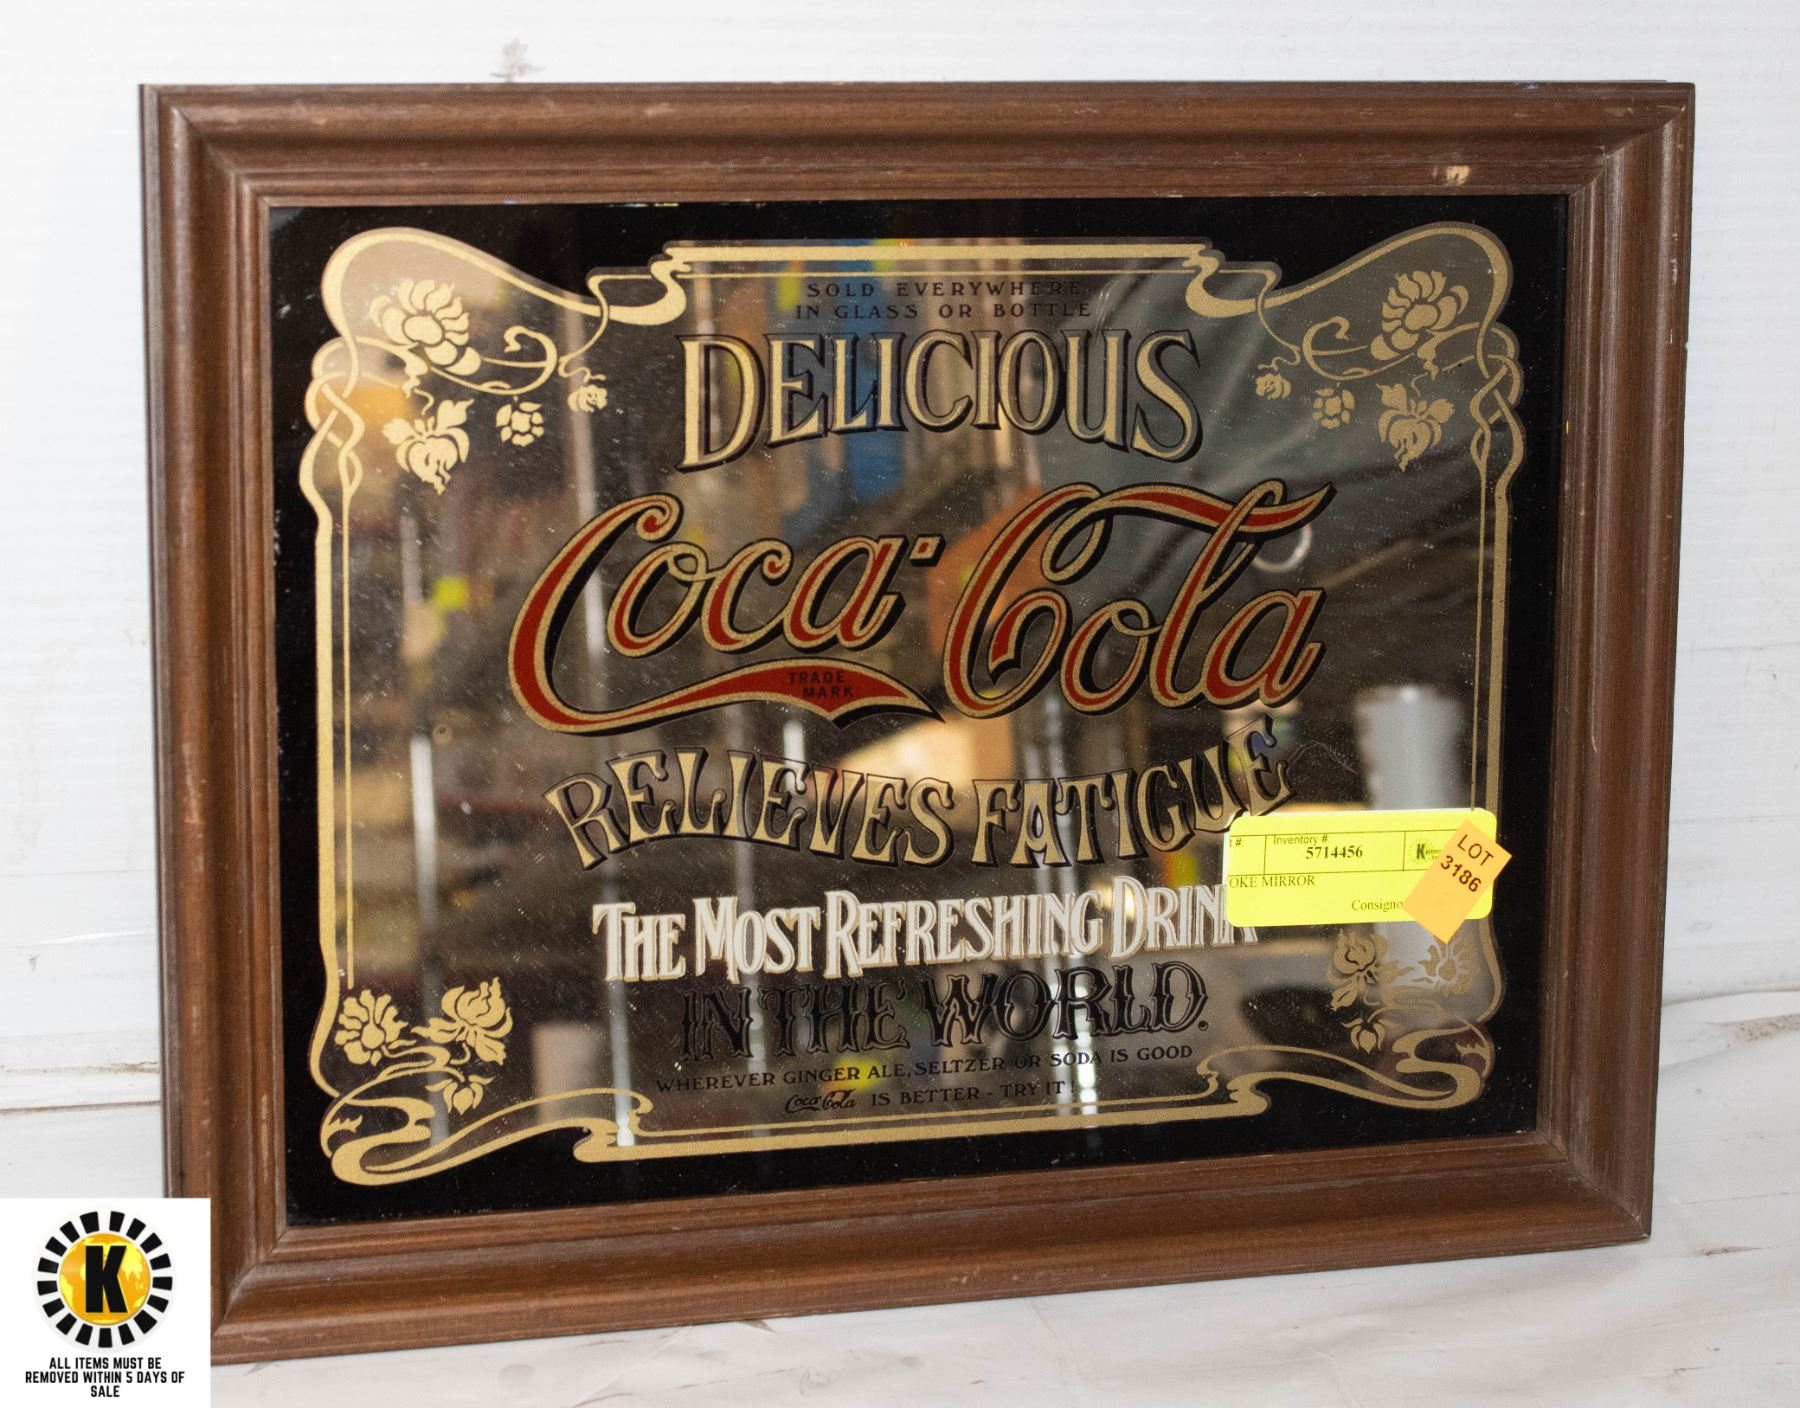 SOLD EVERYWHERE
IN GLASS OR BOTTLE
DELICIOUS
Coca-Cola
TRADE
MARK
RELIEVES FATIGUE
THE MOST REFRESHING DRINK
IN THE WORLD.
WHEREVER GINGER ALE, SELTZER OR SODA IS GOOD
Coca-Cola IS BETTER - TRY IT!
Inventory #
5714456
OKE MIRROR
Consigno
LOT
3186
K
ALL ITEMS MUST BE
REMOVED WITHIN 5 DAYS OF
SALE